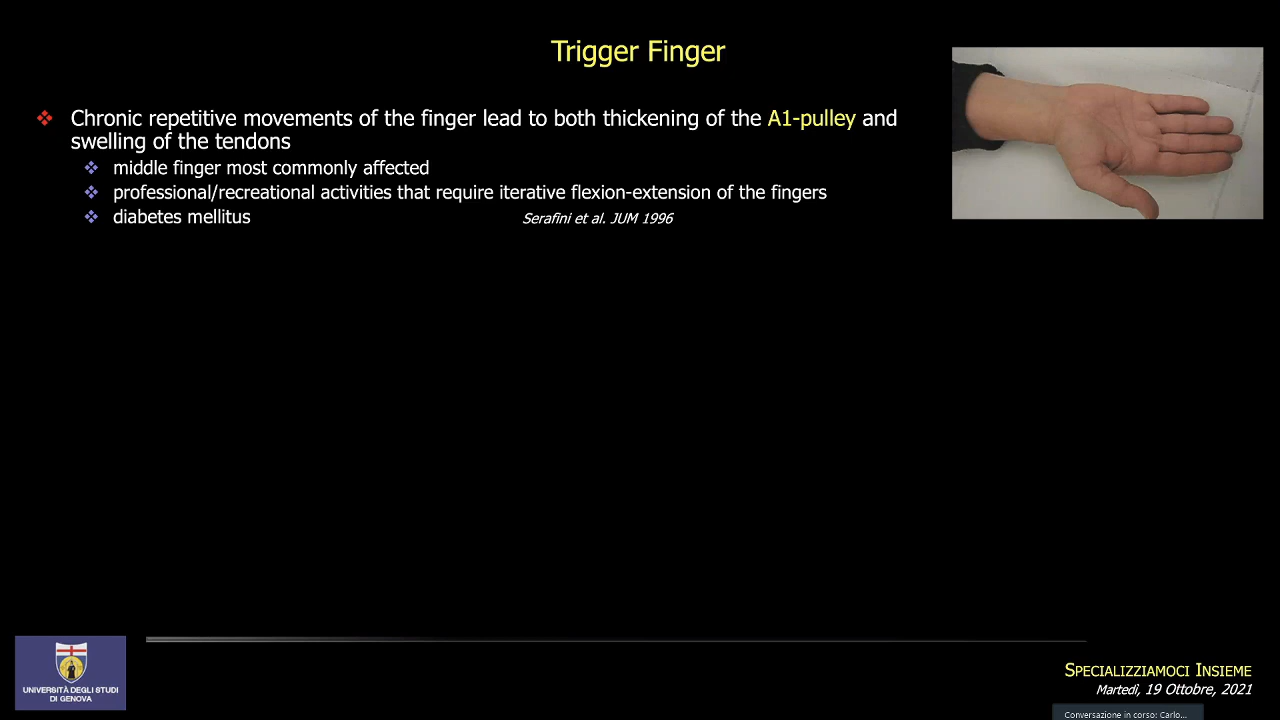 Trigger Finger
Chronic repetitive movements of the finger lead to both thickening of the A1-pulley and
swelling of the tendons
middle finger most commonly affected
professional/recreational activities that require iterative flexion-extension of the fingers
diabetes mellitus
Serafini et al. JUM 1996
UNIVERSITÀ DEGLI STUDI
DI GENOVA
SPECIALIZZIAMOCI INSIEME
Martedì, 19 Ottobre, 2021
Conversazione in corso: Carlo...